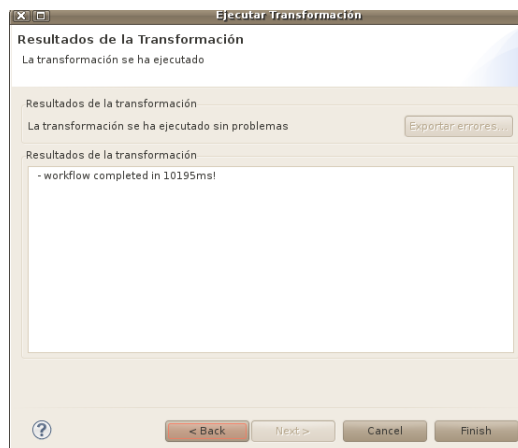 Ejecutar Transformación
Resultados de la Transformación
La transformación se ha ejecutado
Resultados de la transformación
La transformación se ha ejecutado sin problemas
Exportar errores...
Resultados de la transformación
- workflow completed in 10195ms!
?
< Back
Next >
Cancel
Finish